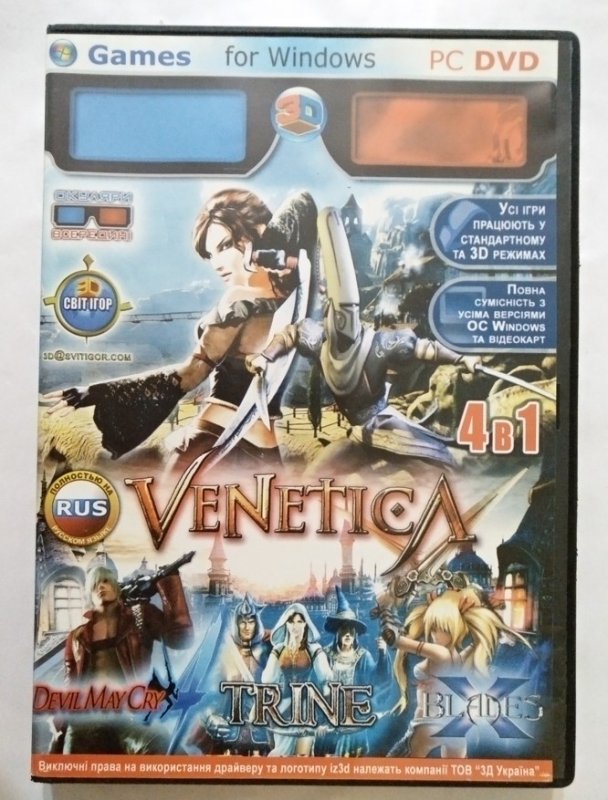 Games for Windows PC DVD
3D
ОКУЛЯРИ
ВСЕРЕДИНІ
УСІ ІГРИ
ПРАЦЮЮТЬ У
СТАНДАРТНОМУ
ТА 3D РЕЖИМАХ
3D
СВІТ ІГОР
3D@SVITIGOR.COM
ПОВНА
СУМІСНІСТЬ З
УСІМА ВЕРСІЯМИ
ОС WINDOWS
ТА ВІДЕОКАРТ
4 В 1
ПОЛНОСТЬЮ НА
RUS
РУССКОМ ЯЗЫКЕ
VENETICA
DEVIL MAY CRY 4
TRINE
X
BLADES
Виключні права на використання драйверу та логотипу iz3d належать компанії ТОВ "3Д Україна"